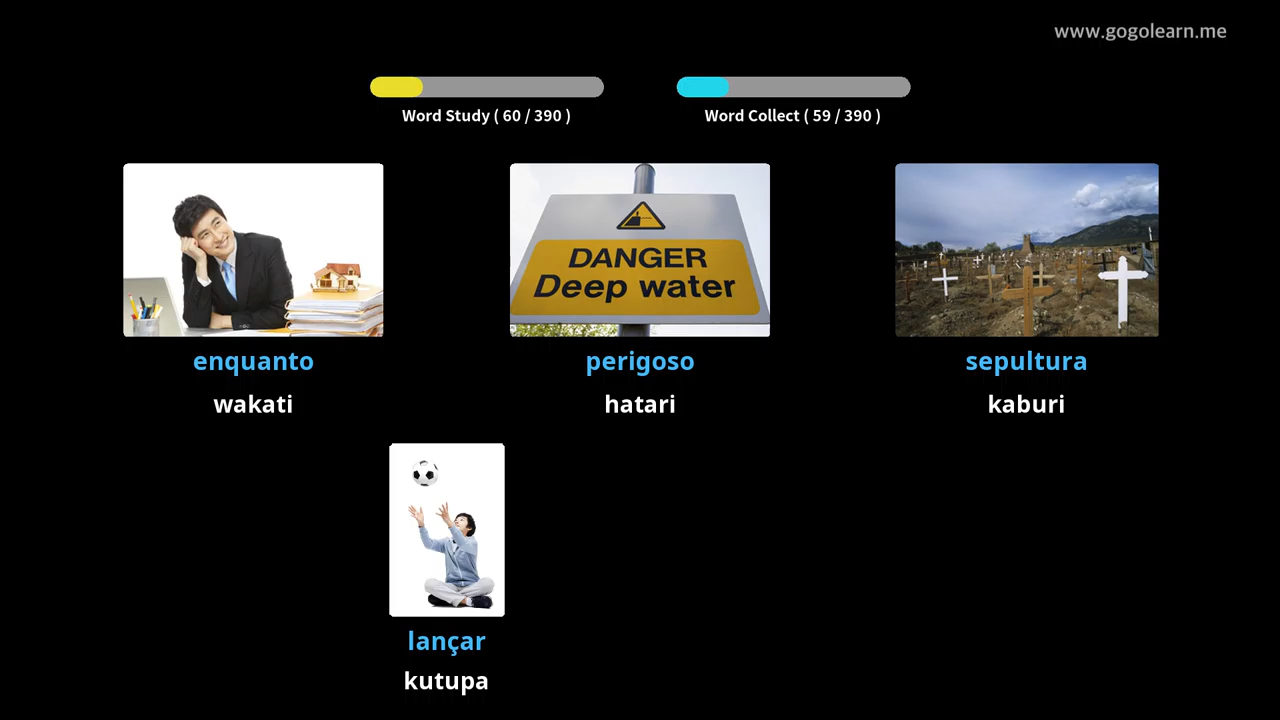 www.gogolearn.me
Word Study ( 60 / 390 )
Word Collect ( 59 / 390 )
DANGER
Deep water
enquanto
perigoso
sepultura
wakati
hatari
kaburi
lançar
kutupa